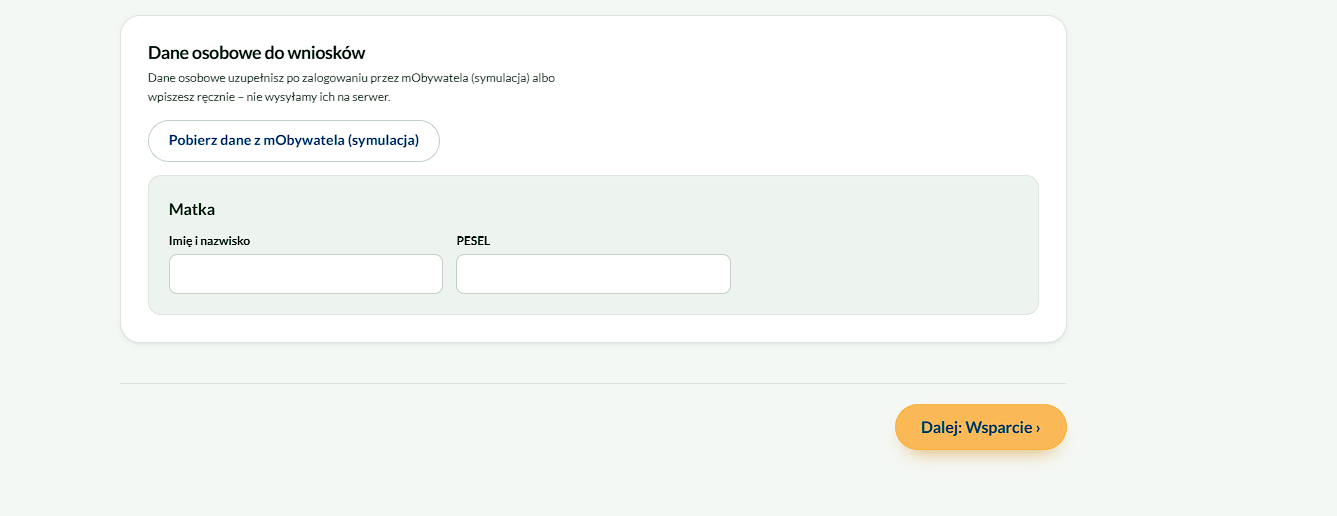 Dane osobowe do wniosków
Dane osobowe uzupełnisz po zalogowaniu przez mObywatela (symulacja) albo
wpiszesz ręcznie – nie wysyłamy ich na serwer.
Pobierz dane z mObywatela (symulacja)
Matka
Imię i nazwisko
PESEL
Dalej: Wsparcie ›